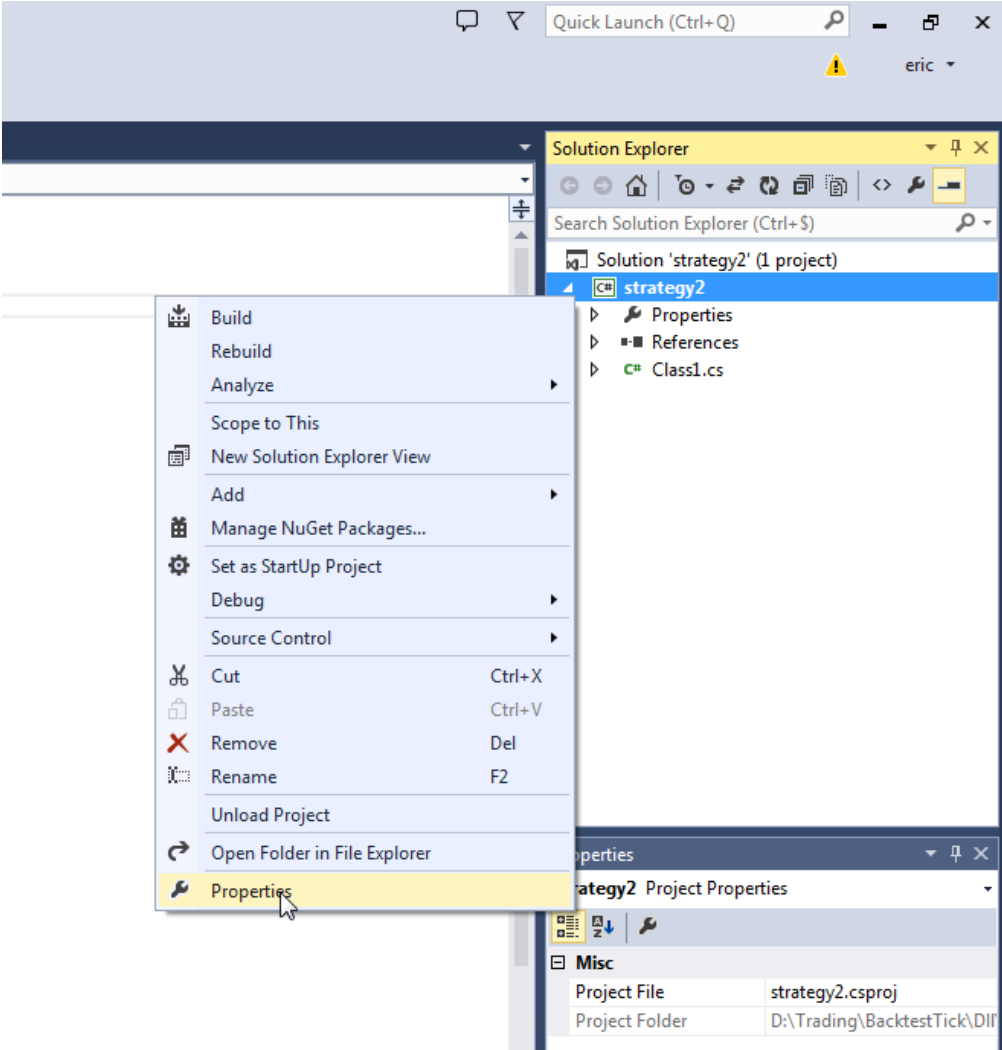 Quick Launch (Ctrl+Q)
eric
Solution Explorer
Search Solution Explorer (Ctrl+$)
Solution 'strategy2' (1 project)
C# strategy2
Properties
References
C# Class1.cs
Build
Rebuild
Analyze
Scope to This
New Solution Explorer View
Add
Manage NuGet Packages...
Set as StartUp Project
Debug
Source Control
Cut Ctrl+X
Paste Ctrl+V
Remove Del
Rename F2
Unload Project
Open Folder in File Explorer
Properties
operties
rategy2 Project Properties
Misc
Project File strategy2.csproj
Project Folder D:\Trading\BacktestTick\Dll